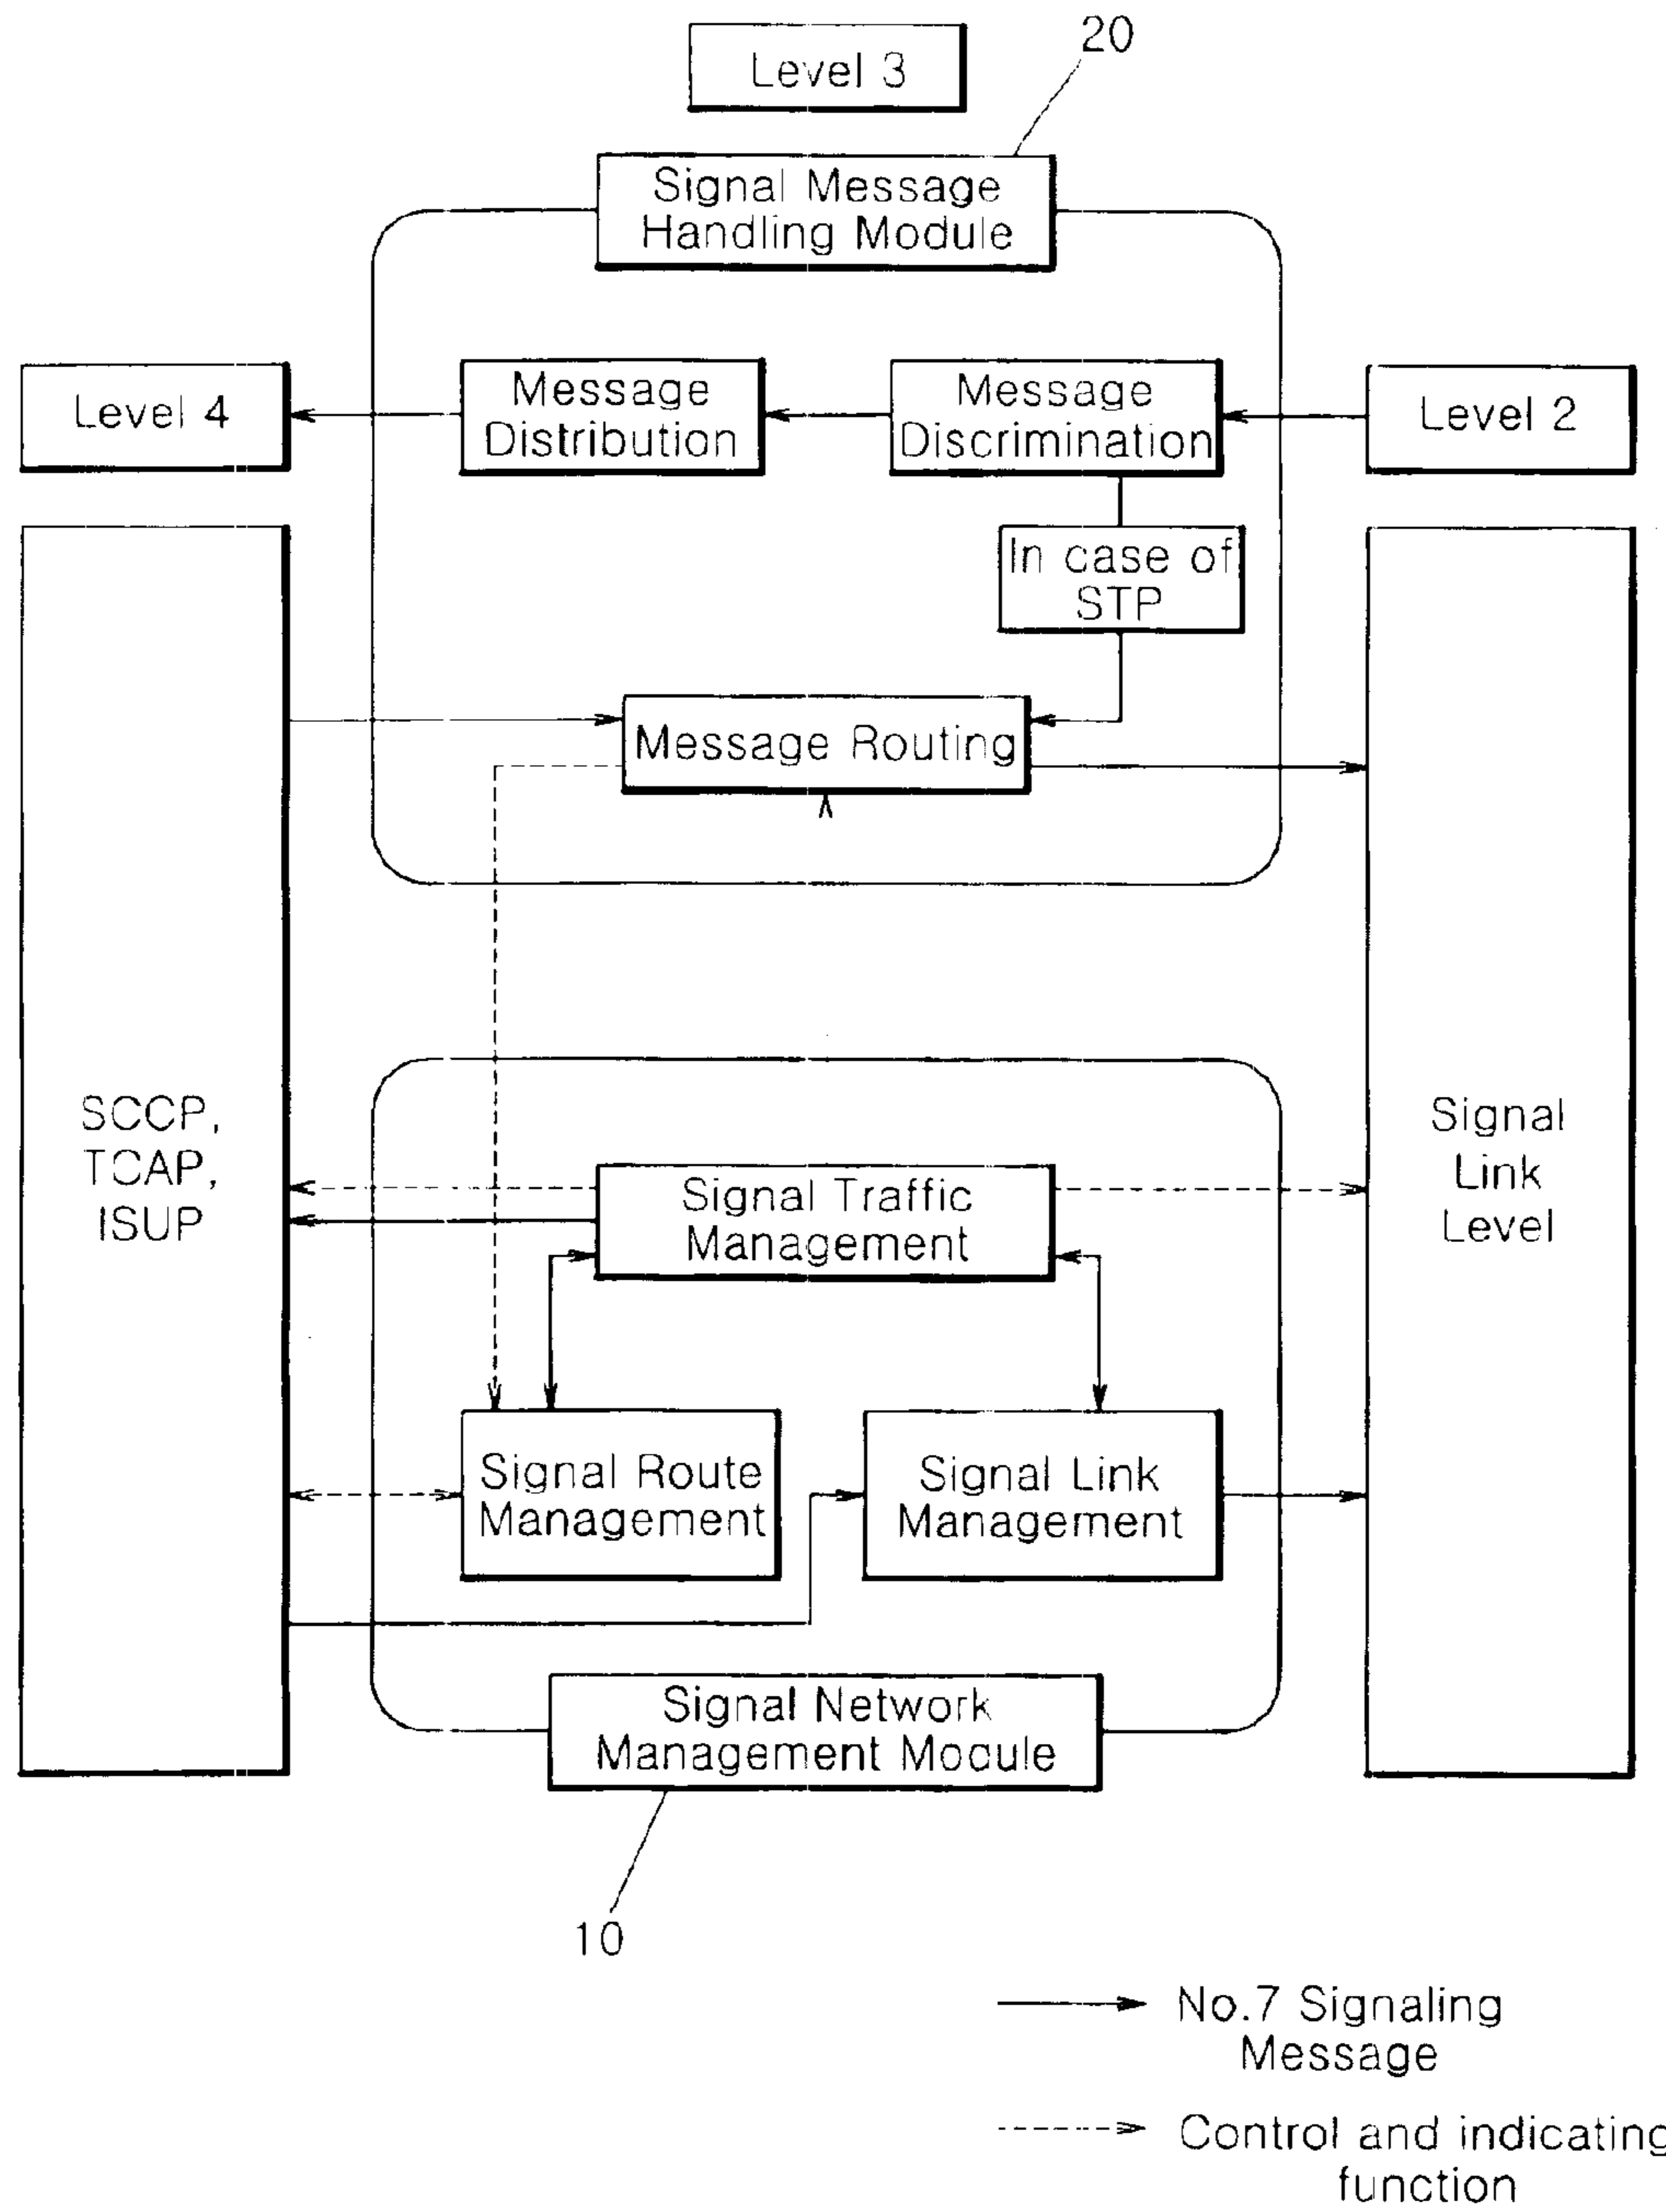 Level 3
20
Signal Message
Handling Module
Level 4
Message
Distribution
Message
Discrimination
Level 2
In case of
STP
Message Routing
SCCP,
TCAP,
ISUP
Signal Traffic
Management
Signal
Link
Level
Signal Route
Management
Signal Link
Management
Signal Network
Management Module
10
No.7 Signaling
Message
Control and indicating
function